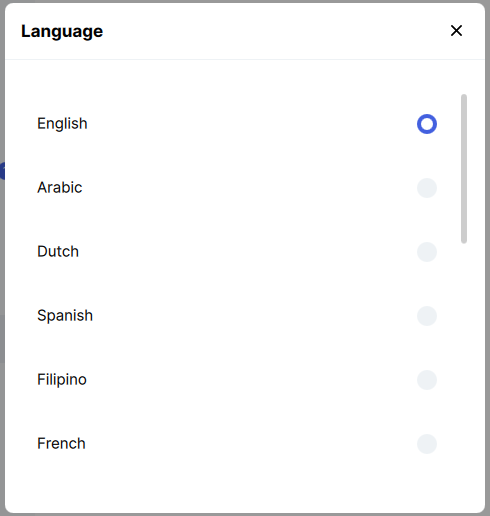 Language
English
Arabic
Dutch
Spanish
Filipino
French